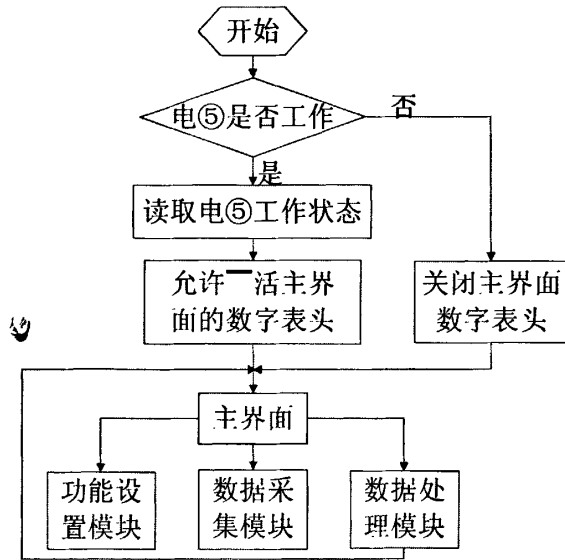 开始
电⑤是否工作
否
是
读取电⑤工作状态
允许一活主界
面的数字表头
关闭主界面
数字表头
主界面
功能设
置模块
数据采
集模块
数据处
理模块